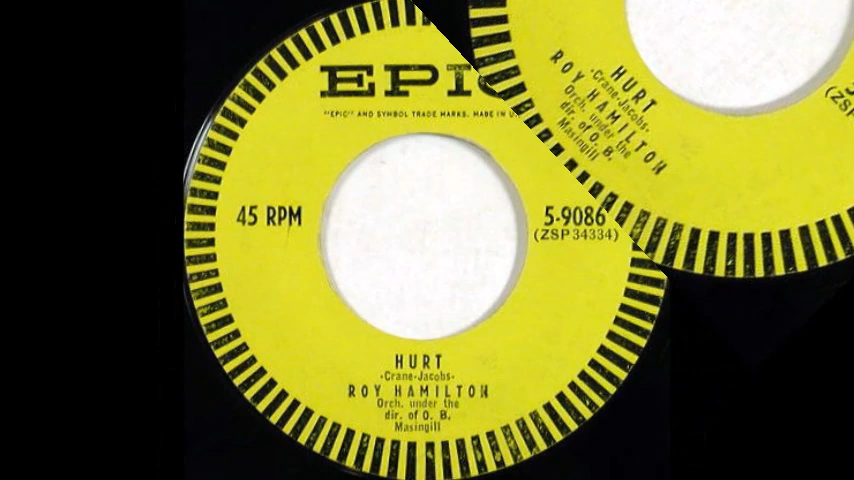 EPIC
"EPIC" AND SYMBOL TRADE MARKS. MADE IN U
45 RPM
5-9086
(ZSP 34334)
HURT
-Crane-Jacobs-
ROY HAMILTON
Orch. under the
dir. of O. B.
Masingill
HURT
-Crane-Jacobs-
ROY HAMILTON
Orch. under the
dir. of O. B.
Masingill
(ZSP